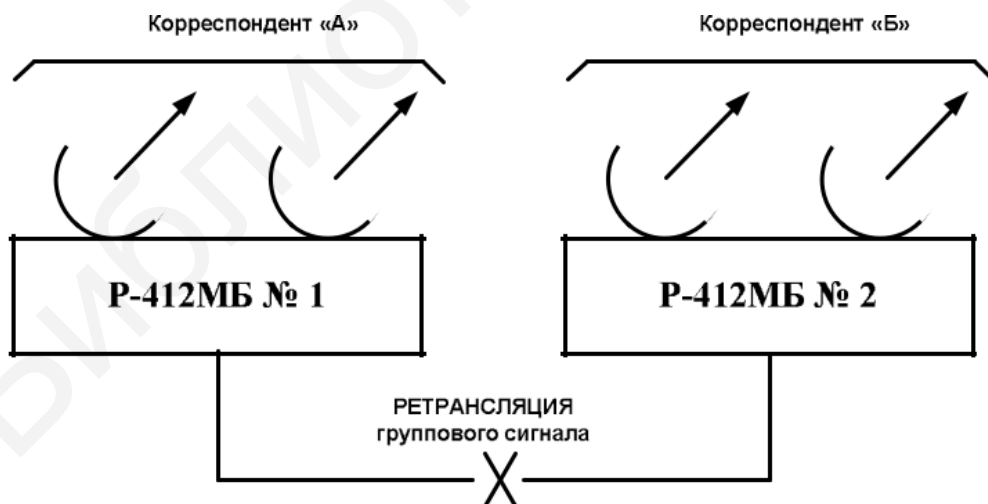 Корреспондент «А»
Корреспондент «Б»
Р-412МБ № 1
Р-412МБ № 2
РЕТРАНСЛЯЦИЯ
группового сигнала